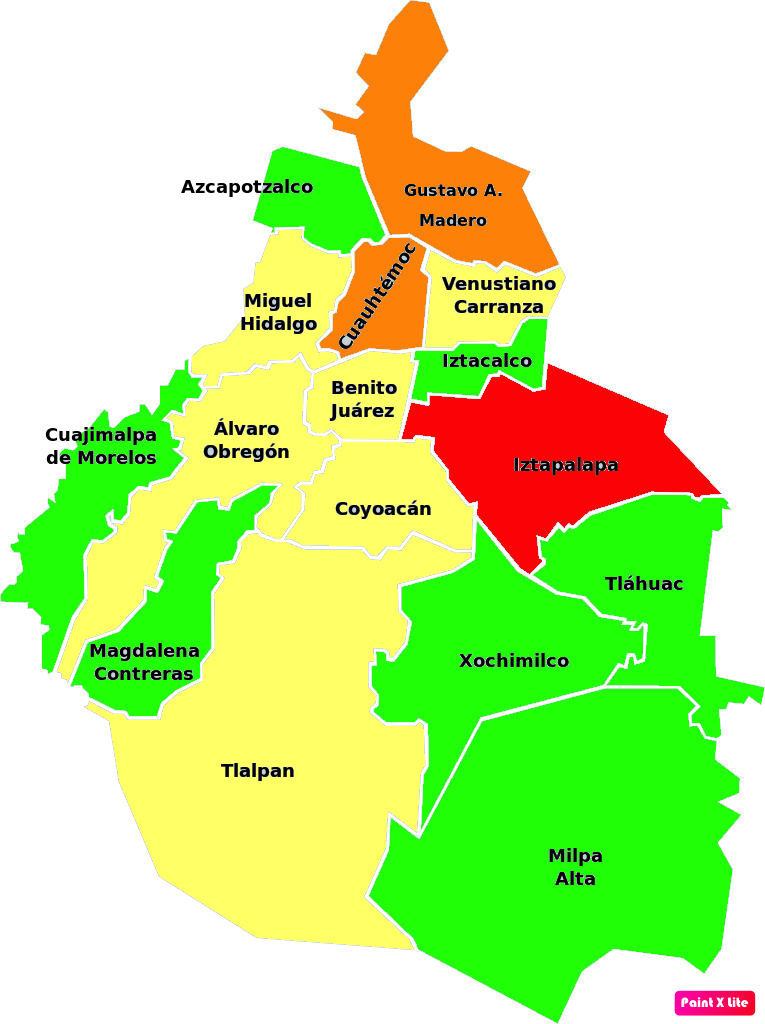 Azcapotzalco
Gustavo A.
Madero
Cuauhtémoc
Venustiano
Carranza
Miguel
Hidalgo
Iztacalco
Benito
Juárez
Cuajimalpa
de Morelos
Álvaro
Obregón
Iztapalapa
Coyoacán
Tláhuac
Magdalena
Contreras
Xochimilco
Tlalpan
Milpa
Alta
Paint X Lite